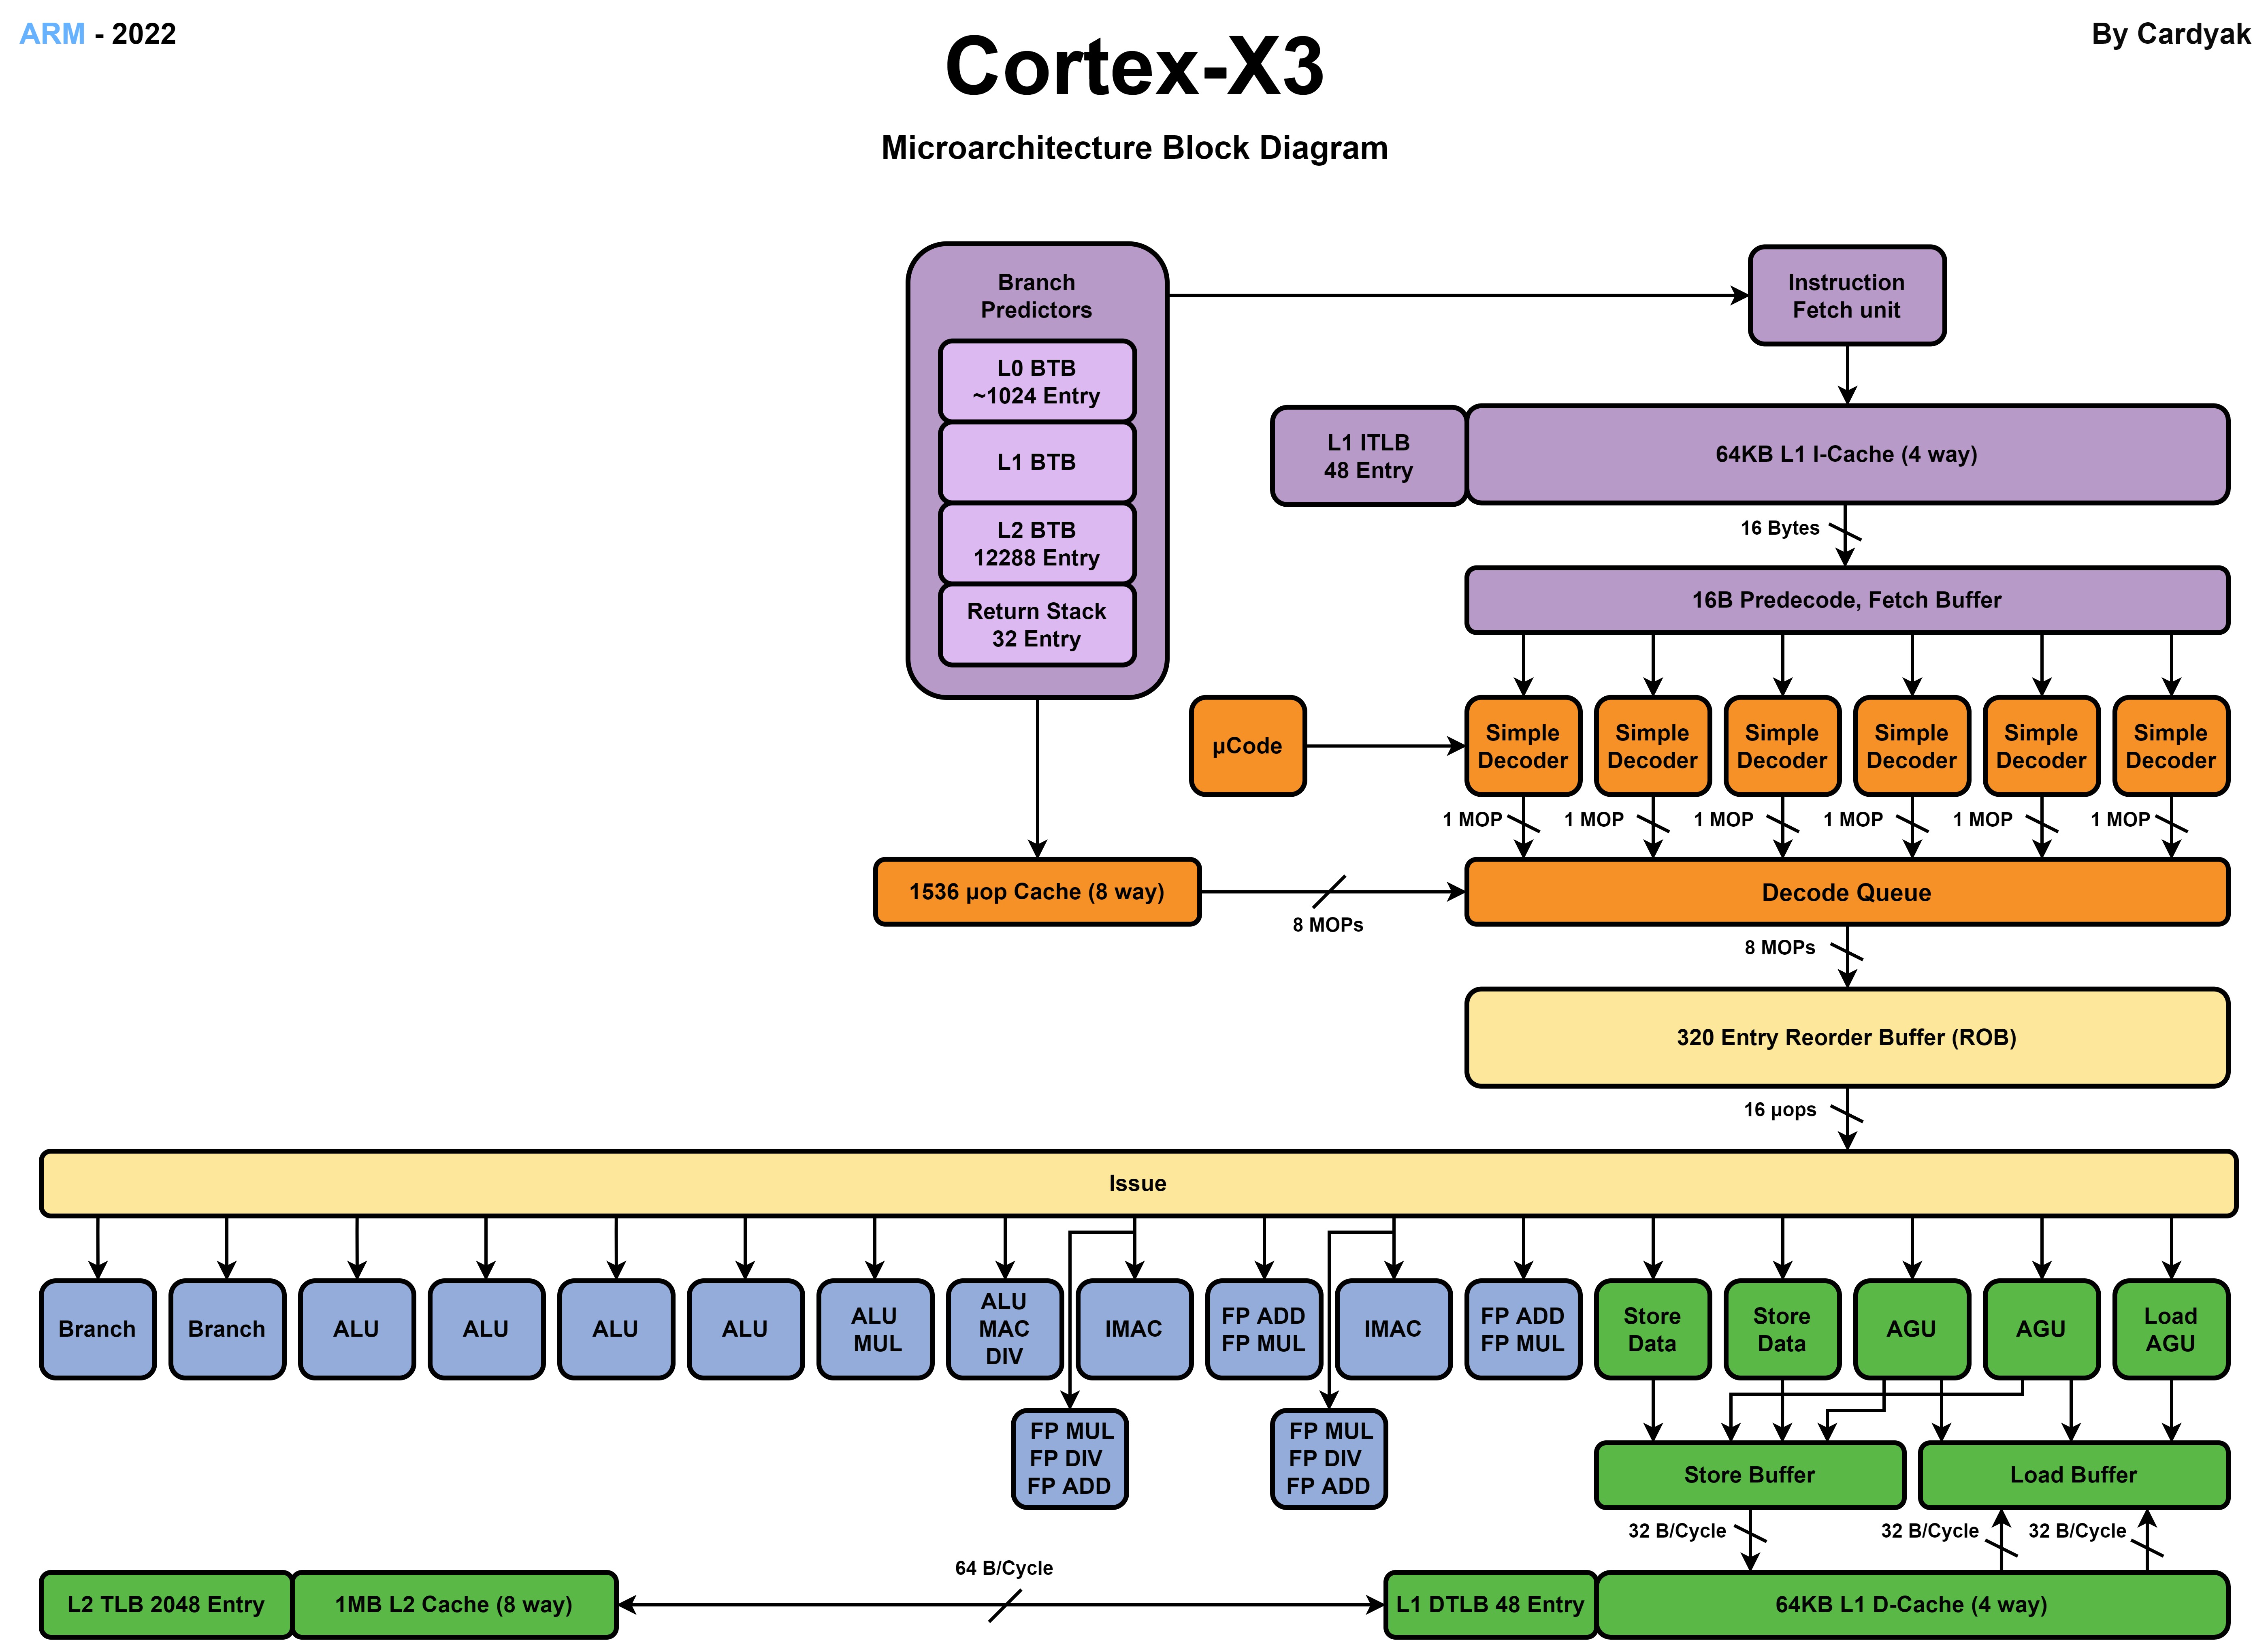 ARM - 2022
By Cardyak
Cortex-X3
Microarchitecture Block Diagram
Branch
Predictors
L0 BTB
~1024 Entry
L1 BTB
L2 BTB
12288 Entry
Return Stack
32 Entry
Instruction
Fetch unit
L1 ITLB
48 Entry
64KB L1 I-Cache (4 way)
16 Bytes
16B Predecode, Fetch Buffer
µCode
Simple
Decoder
Simple
Decoder
Simple
Decoder
Simple
Decoder
Simple
Decoder
Simple
Decoder
1 MOP
1 MOP
1 MOP
1 MOP
1 MOP
1 MOP
1536 µop Cache (8 way)
8 MOPs
Decode Queue
8 MOPs
320 Entry Reorder Buffer (ROB)
16 µops
Issue
Branch
Branch
ALU
ALU
ALU
ALU
ALU
MUL
ALU
MAC
DIV
IMAC
FP ADD
FP MUL
IMAC
FP ADD
FP MUL
Store
Data
Store
Data
AGU
AGU
Load
AGU
FP MUL
FP DIV
FP ADD
FP MUL
FP DIV
FP ADD
Store Buffer
Load Buffer
32 B/Cycle
32 B/Cycle
32 B/Cycle
64 B/Cycle
L2 TLB 2048 Entry
1MB L2 Cache (8 way)
L1 DTLB 48 Entry
64KB L1 D-Cache (4 way)